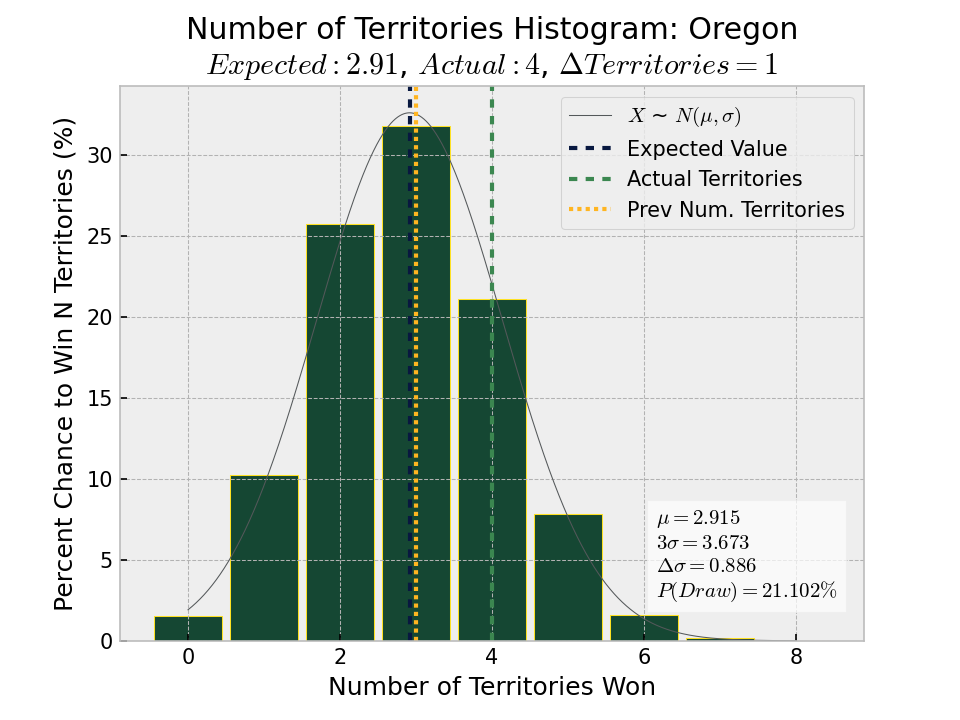 Number of Territories Histogram: Oregon
Expected : 2.91, Actual : 4, ΔTerritories = 1
Percent Chance to Win N Territories (%)
30
25
20
15
10
5
0
X ~ N(μ, σ)
Expected Value
Actual Territories
Prev Num. Territories
μ = 2.915
3σ = 3.673
Δσ = 0.886
P(Draw) = 21.102%
0 2 4 6 8
Number of Territories Won